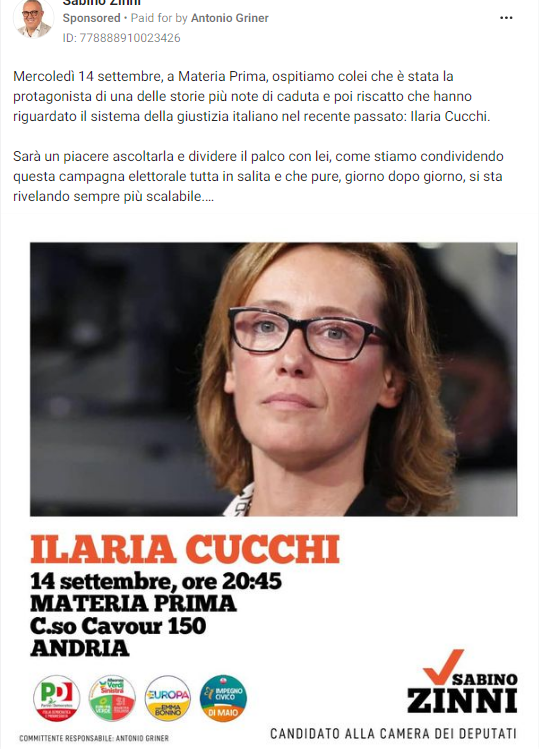 Sabino Zinni
Sponsored • Paid for by Antonio Griner
ID: 778888910023426
Mercoledì 14 settembre, a Materia Prima, ospitiamo colei che è stata la
protagonista di una delle storie più note di caduta e poi riscatto che hanno
riguardato il sistema della giustizia italiano nel recente passato: Ilaria Cucchi.
Sarà un piacere ascoltarla e dividere il palco con lei, come stiamo condividendo
questa campagna elettorale tutta in salita e che pure, giorno dopo giorno, si sta
rivelando sempre più scalabile....
ILARIA CUCCHI
14 settembre, ore 20:45
MATERIA PRIMA
C.so Cavour 150
ANDRIA
PD
Verdi
Sinistra
EUROPA
VERDE
SI
+EUROPA
EMMA
BONINO
IMPEGNO
CIVICO
DI MAIO
SABINO
ZINNI
COMMITTENTE RESPONSABILE: ANTONIO GRINER
CANDIDATO ALLA CAMERA DEI DEPUTATI